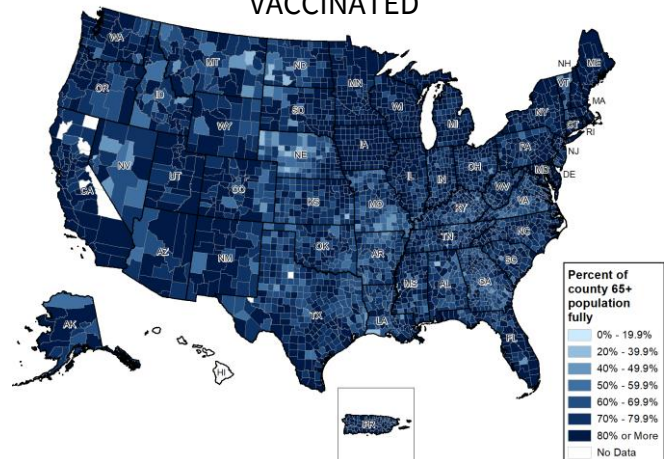 VACCINATED
WA
OR
CA
ID
NV
MT
WY
UT
AZ
CO
NM
ND
SD
NE
KS
OK
TX
MN
IA
MO
AR
LA
WI
IL
MI
IN
OH
KY
TN
MS
AL
GA
FL
SC
NC
VA
WV
PA
NY
VT
NH
ME
MA
RI
CT
NJ
DE
MD
AK
HI
PR
Percent of
county 65+
population
fully
0% - 19.9%
20% - 39.9%
40% - 49.9%
50% - 59.9%
60% - 69.9%
70% - 79.9%
80% or More
No Data